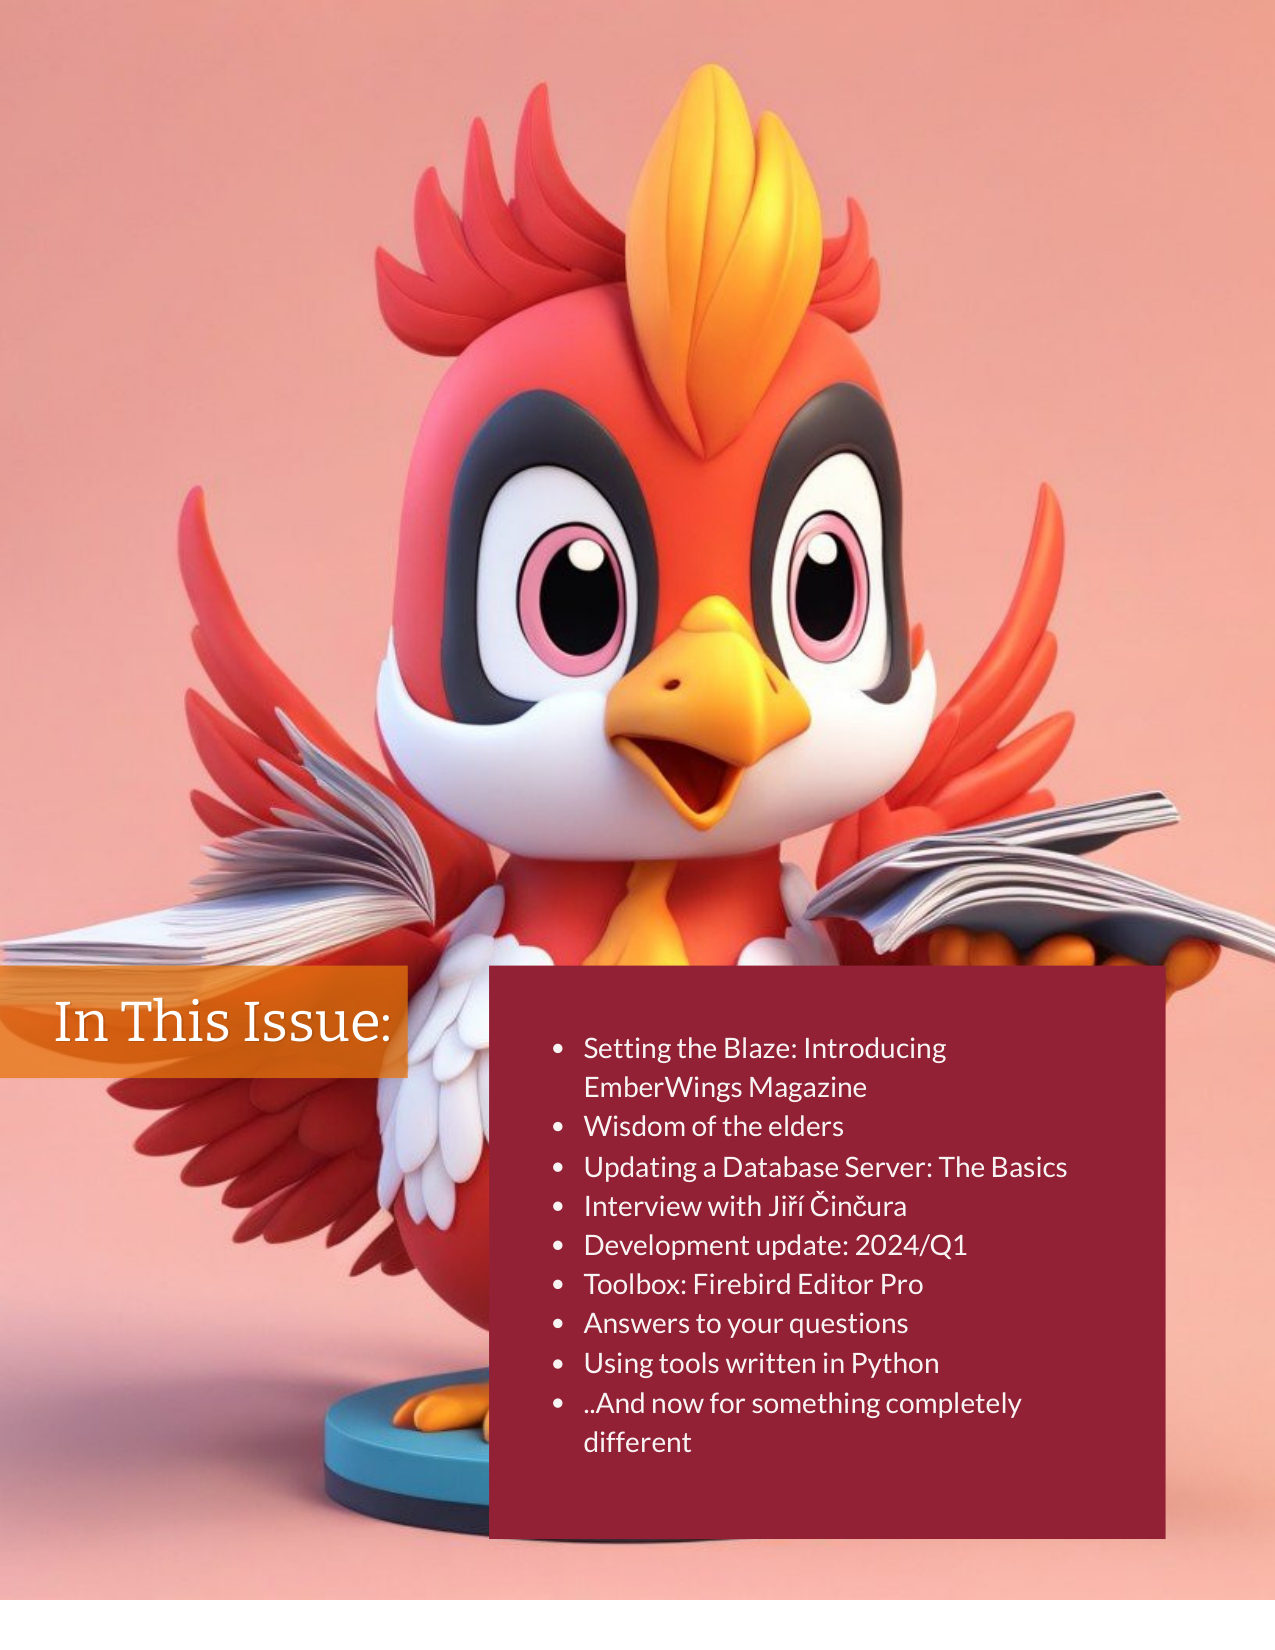 In This Issue:
• Setting the Blaze: Introducing
EmberWings Magazine
• Wisdom of the elders
• Updating a Database Server: The Basics
• Interview with Jiří Činčura
• Development update: 2024/Q1
• Toolbox: Firebird Editor Pro
• Answers to your questions
• Using tools written in Python
• ..And now for something completely
different